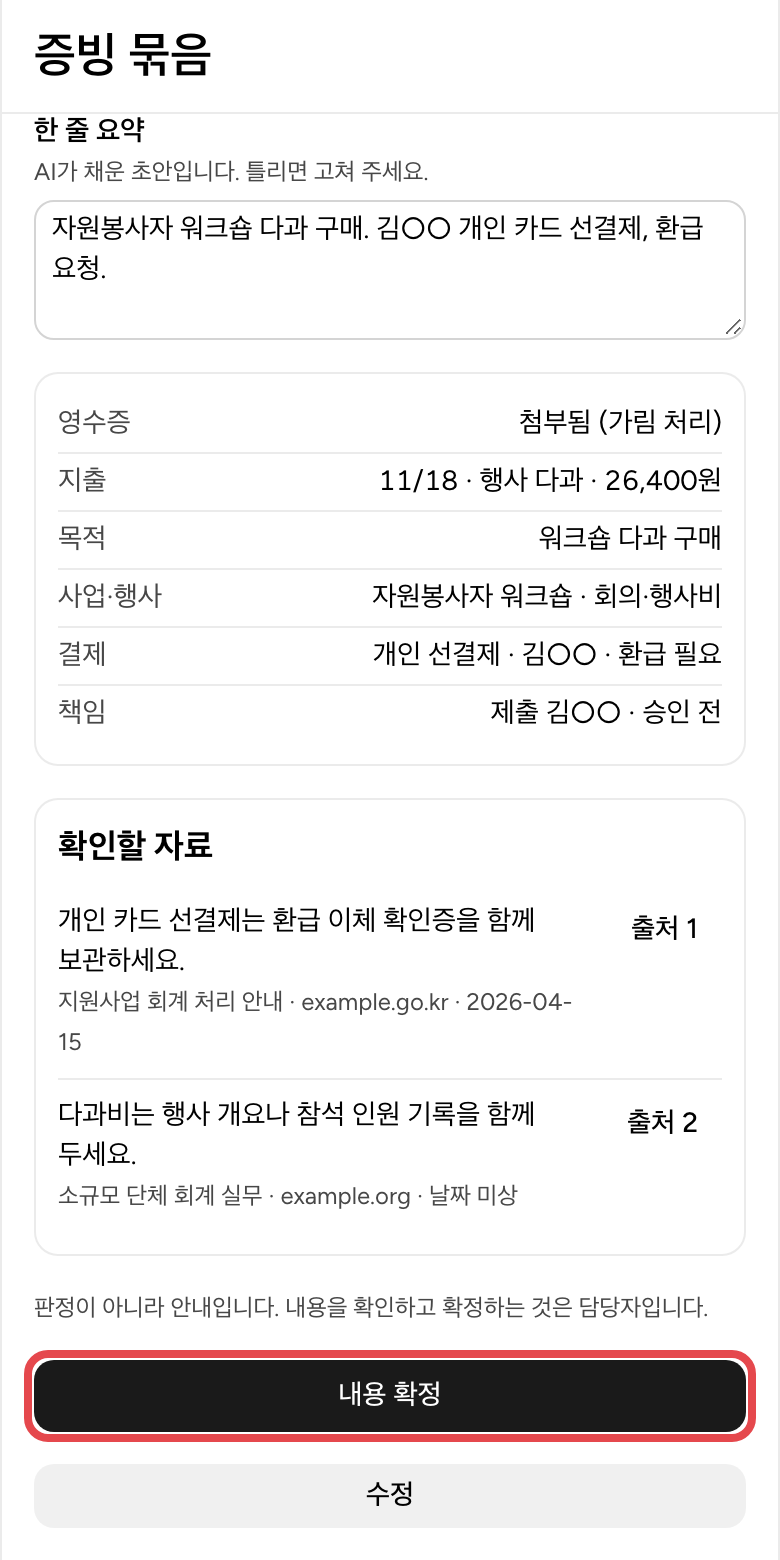 증빙 묶음
한 줄 요약
AI가 채운 초안입니다. 틀리면 고쳐 주세요.
자원봉사자 워크숍 다과 구매. 김〇〇 개인 카드 선결제, 환급
요청.
영수증 첨부됨 (가림 처리)
지출 11/18 · 행사 다과 · 26,400원
목적 워크숍 다과 구매
사업·행사 자원봉사자 워크숍 · 회의·행사비
결제 개인 선결제 · 김〇〇 · 환급 필요
책임 제출 김〇〇 · 승인 전
확인할 자료
개인 카드 선결제는 환급 이체 확인증을 함께 출처 1
보관하세요.
지원사업 회계 처리 안내 · example.go.kr · 2026-04-
15
다과비는 행사 개요나 참석 인원 기록을 함께 출처 2
두세요.
소규모 단체 회계 실무 · example.org · 날짜 미상
판정이 아니라 안내입니다. 내용을 확인하고 확정하는 것은 담당자입니다.
내용 확정
수정